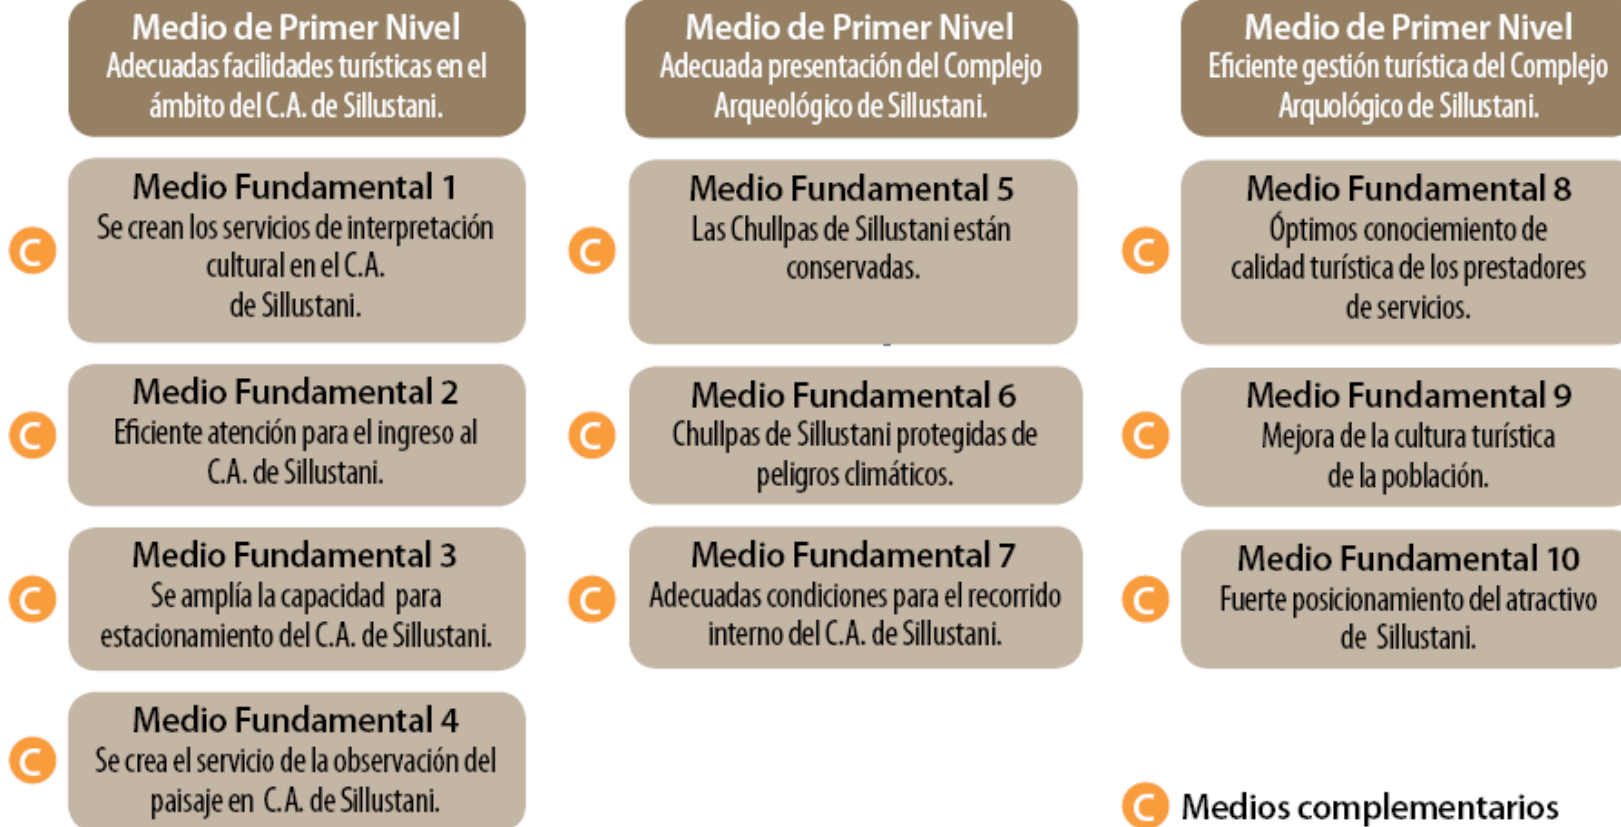 Medio de Primer Nivel
Adecuadas facilidades turísticas en el
ámbito del C.A. de Sillustani.
C
Medio Fundamental 1
Se crean los servicios de interpretación
cultural en el C.A.
de Sillustani.
C
Medio Fundamental 2
Eficiente atención para el ingreso al
C.A. de Sillustani.
C
Medio Fundamental 3
Se amplía la capacidad para
estacionamiento del C.A. de Sillustani.
C
Medio Fundamental 4
Se crea el servicio de la observación del
paisaje en C.A. de Sillustani.
Medio de Primer Nivel
Adecuada presentación del Complejo
Arqueológico de Sillustani.
C
Medio Fundamental 5
Las Chullpas de Sillustani están
conservadas.
C
Medio Fundamental 6
Chullpas de Sillustani protegidas de
peligros climáticos.
C
Medio Fundamental 7
Adecuadas condiciones para el recorrido
interno del C.A. de Sillustani.
Medio de Primer Nivel
Eficiente gestión turística del Complejo
Arquológico de Sillustani.
C
Medio Fundamental 8
Óptimos conociemiento de
calidad turística de los prestadores
de servicios.
C
Medio Fundamental 9
Mejora de la cultura turística
de la población.
C
Medio Fundamental 10
Fuerte posicionamiento del atractivo
de Sillustani.
C Medios complementarios